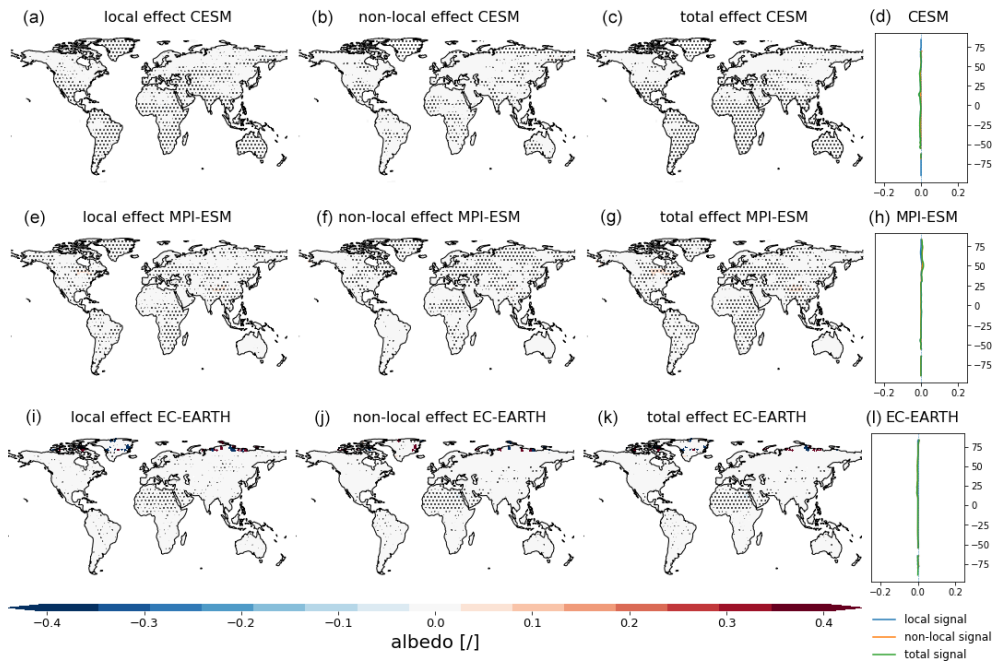 (a) local effect CESM (b) non-local effect CESM (c) total effect CESM (d) CESM
75
50
25
0
−25
−50
−75
−0.2 0.0 0.2
(e) local effect MPI-ESM (f) non-local effect MPI-ESM (g) total effect MPI-ESM (h) MPI-ESM
75
50
25
0
−25
−50
−75
−0.2 0.0 0.2
(i) local effect EC-EARTH (j) non-local effect EC-EARTH (k) total effect EC-EARTH (l) EC-EARTH
75
50
25
0
−25
−50
−75
−0.2 0.0 0.2
−0.4 −0.3 −0.2 −0.1 0.0 0.1 0.2 0.3 0.4
albedo [/]
local signal
non-local signal
total signal